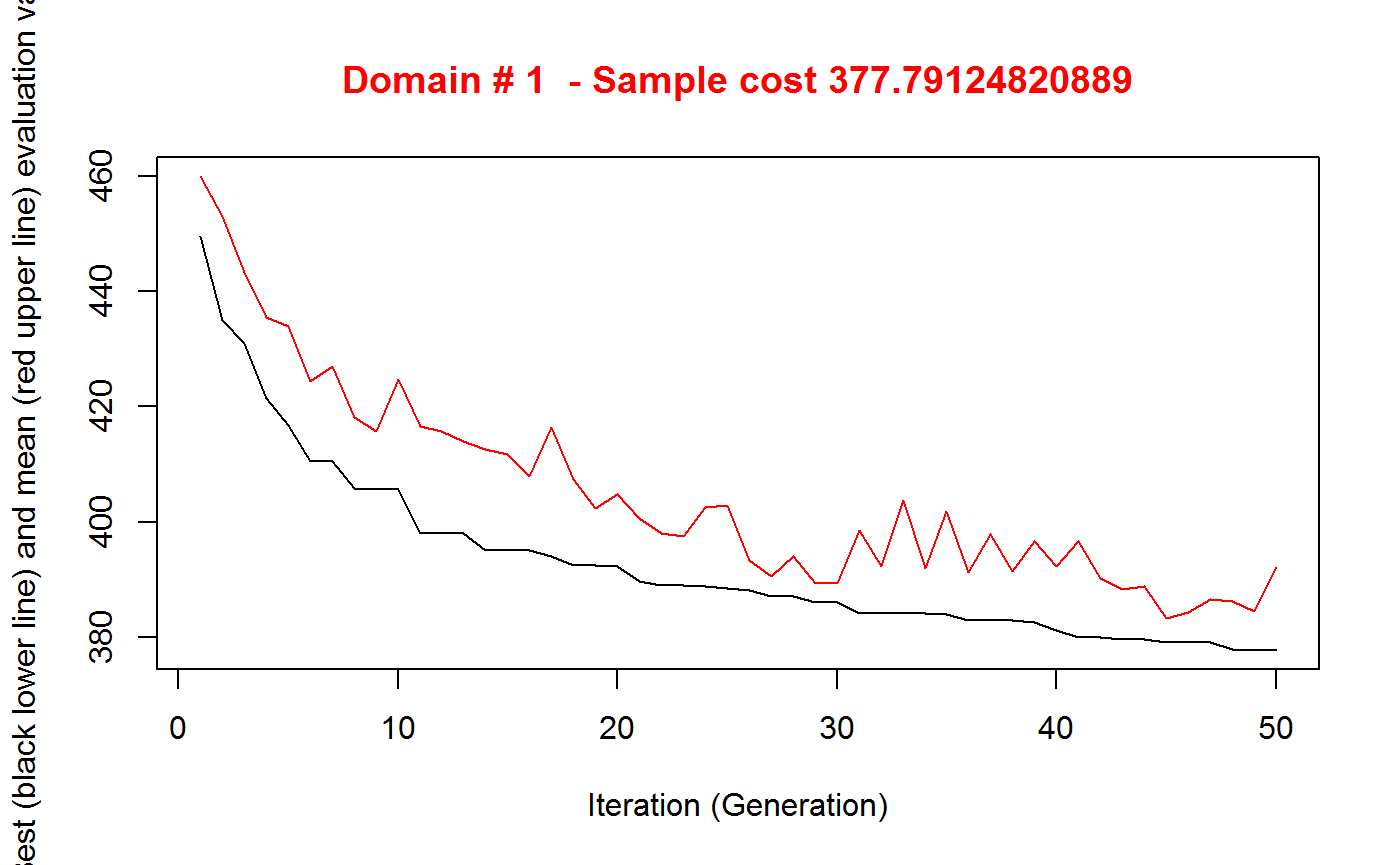 Domain # 1  - Sample cost 377.79124820889
est (black lower line) and mean (red upper line) evaluation
460
440
420
400
380
0 10 20 30 40 50
Iteration (Generation)